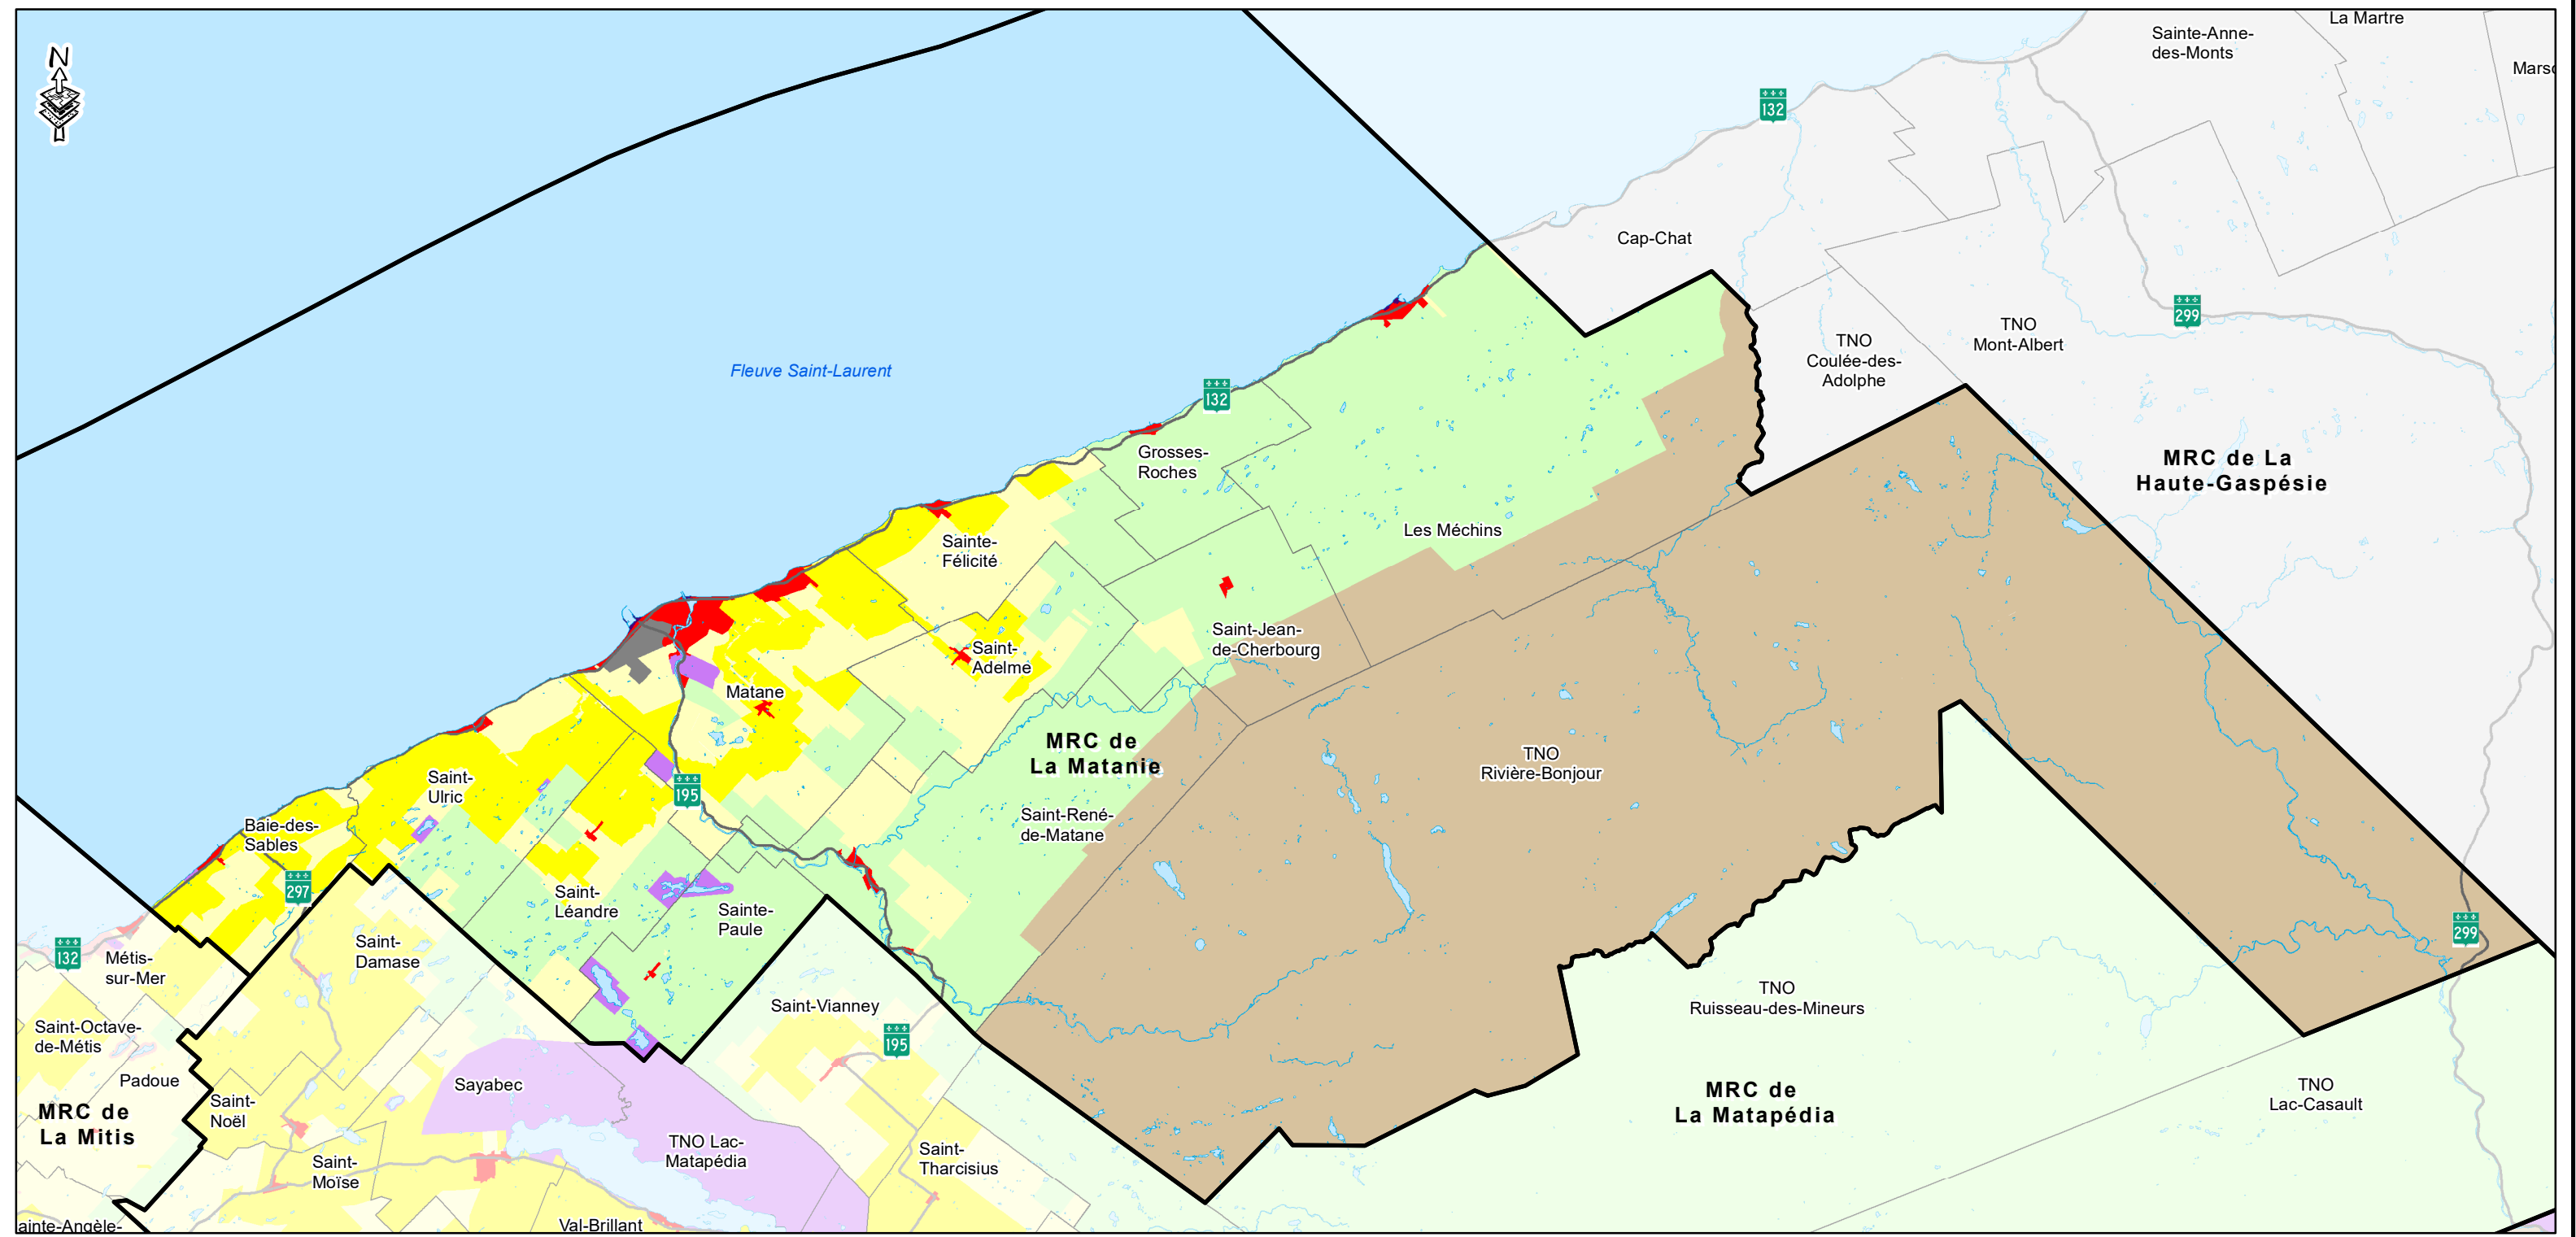 N
La Martre
Sainte-Anne-
des-Monts
132
Cap-Chat
299
TNO
Mont-Albert
TNO
Coulée-des-
Adolphe
Fleuve Saint-Laurent
132
Grosses-
Roches
MRC de La
Haute-Gaspésie
Les Méchins
Sainte-
Félicité
Saint-Jean-
de-Cherbourg
Saint-
Adelme
Matane
MRC de
La Matanie
TNO
Rivière-Bonjour
Saint-
Ulric
195
Saint-René-
de-Matane
Baie-des-
Sables
297
Saint-
Léandre
Sainte-
Paule
299
132
Saint-
Damase
Métis-
sur-Mer
Saint-Vianney
TNO
Ruisseau-des-Mineurs
Saint-Octave-
de-Métis
195
Padoue
Sayabec
MRC de
La Matapédia
TNO
Lac-Casault
Saint-
Noël
MRC de
La Mitis
TNO Lac-
Matapédia
Saint-
Moïse
Saint-
Tharcisius
ainte-Angèle-
Val-Brillant